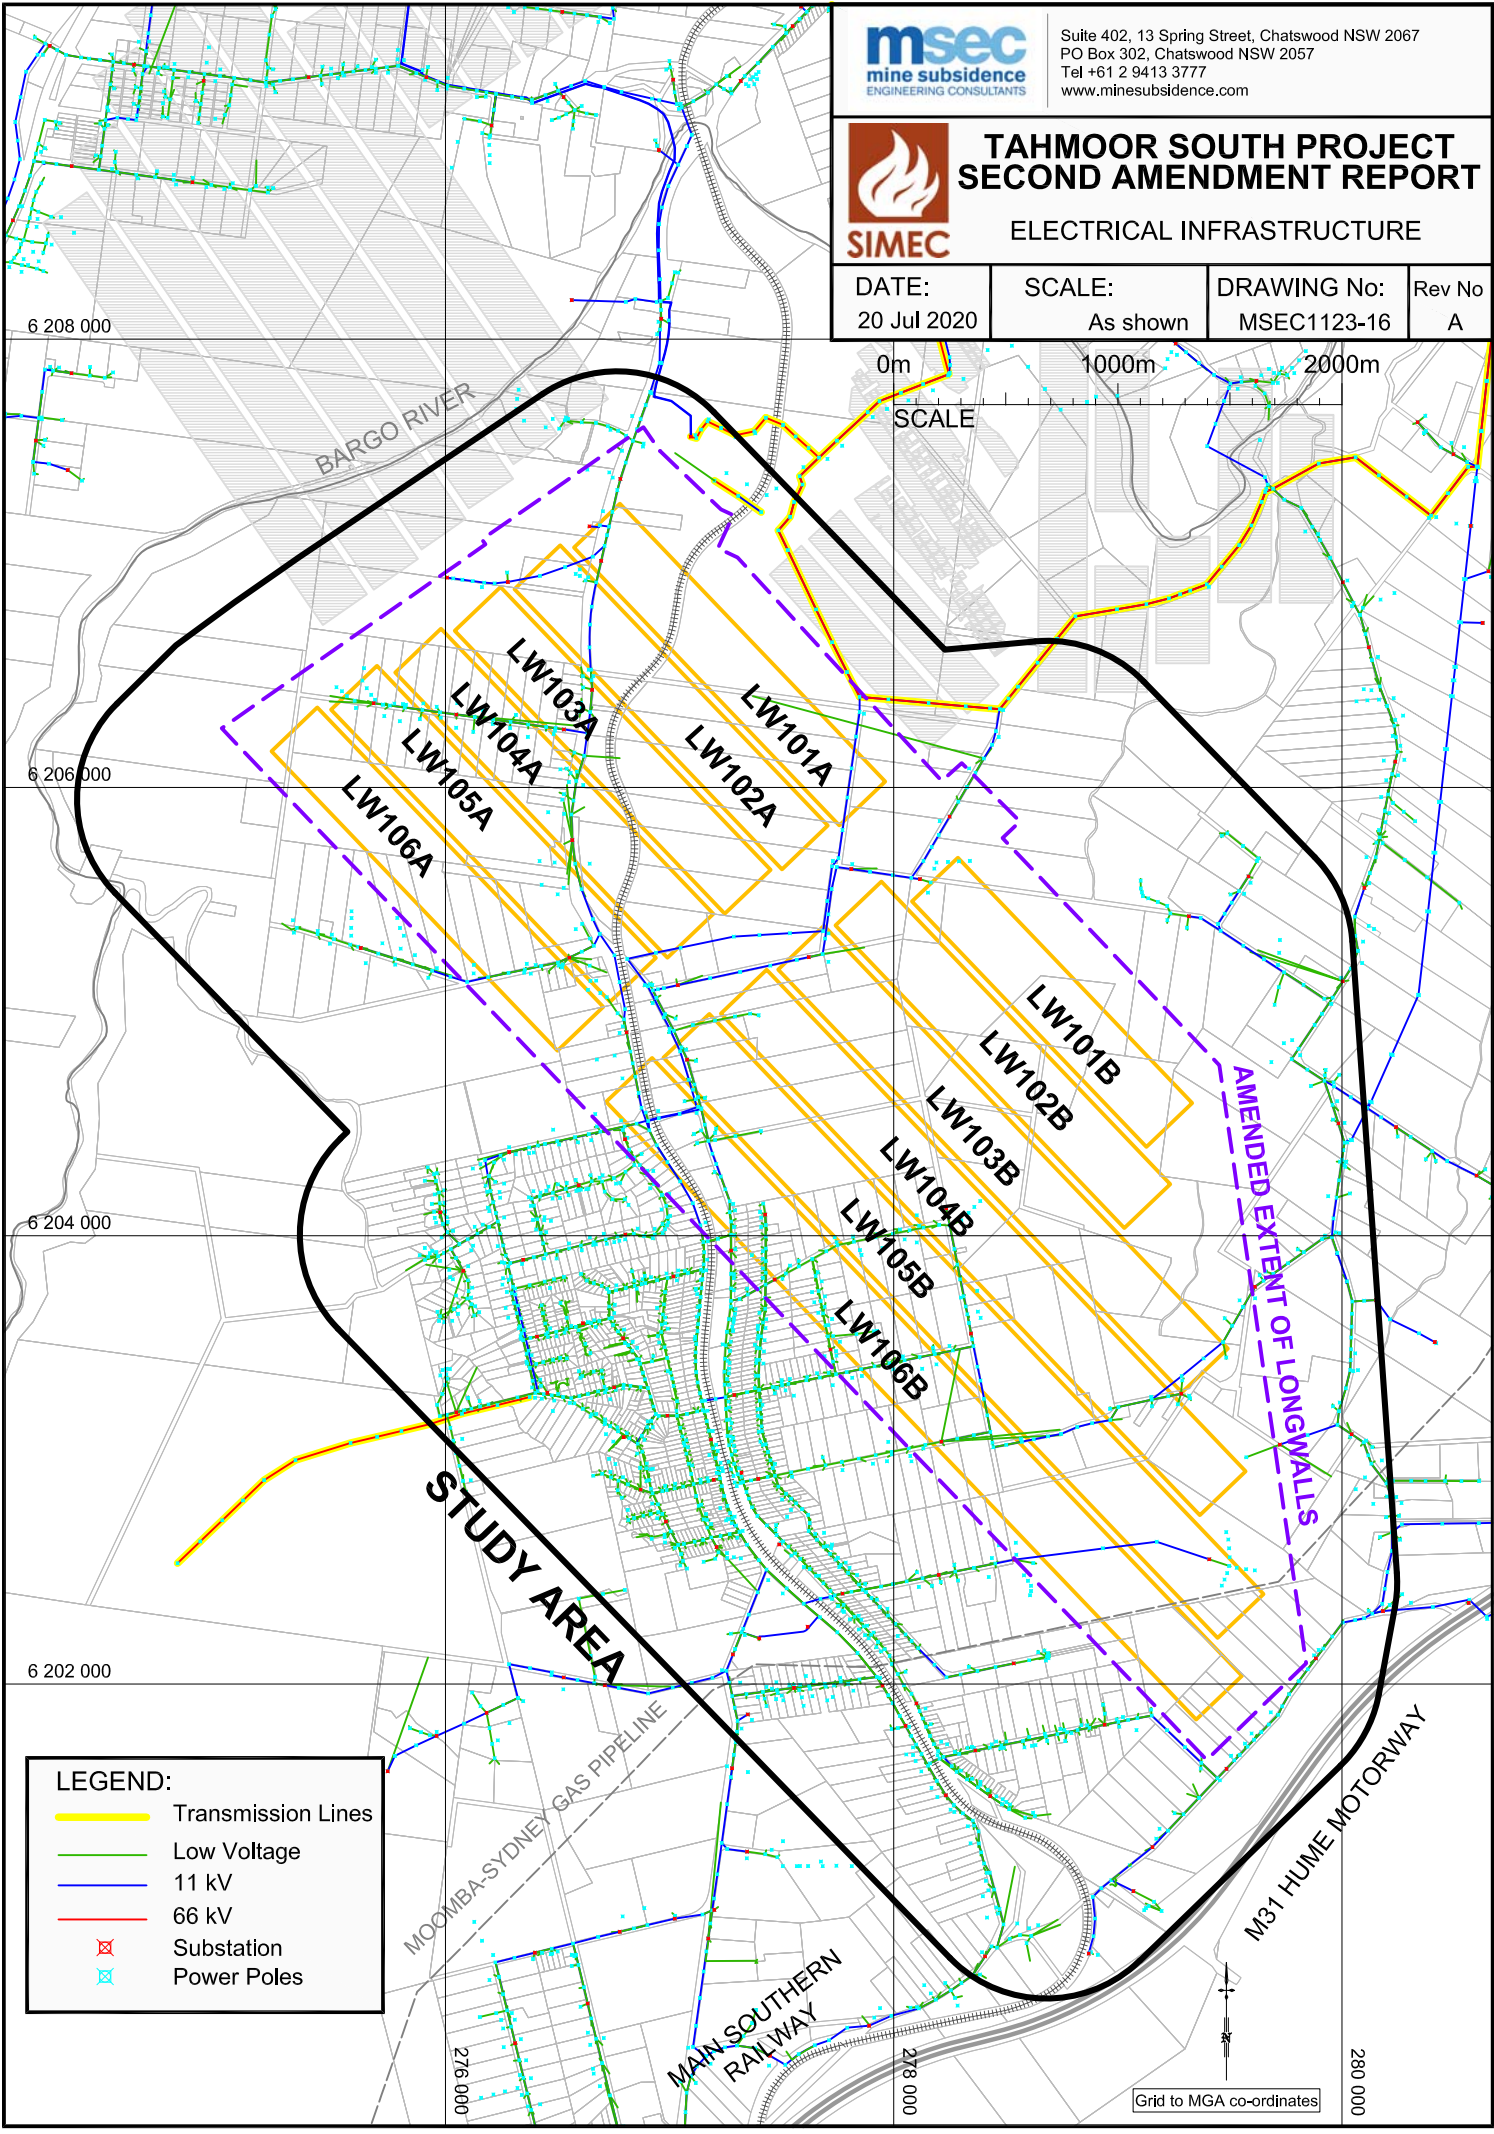 msec
mine subsidence
ENGINEERING CONSULTANTS
Suite 402, 13 Spring Street, Chatswood NSW 2067
PO Box 302, Chatswood NSW 2057
Tel +61 2 9413 3777
www.minesubsidence.com
SIMEC
TAHMOOR SOUTH PROJECT
SECOND AMENDMENT REPORT
ELECTRICAL INFRASTRUCTURE
DATE:
20 Jul 2020
SCALE:
As shown
DRAWING No:
MSEC1123-16
Rev No
A
0m
1000m
2000m
SCALE
6 208 000
BARGO RIVER
LW103A
LW101A
LW104A
LW102A
LW105A
LW106A
6 206 000
LW101B
LW102B
LW103B
LW104B
LW105B
LW106B
AMENDED EXTENT OF LONGWALLS
6 204 000
STUDY AREA
6 202 000
MOOMBA-SYDNEY GAS PIPELINE
M31 HUME MOTORWAY
MAIN SOUTHERN
RAILWAY
LEGEND:
Transmission Lines
Low Voltage
11 kV
66 kV
Substation
Power Poles
276 000
278 000
280 000
N
Grid to MGA co-ordinates